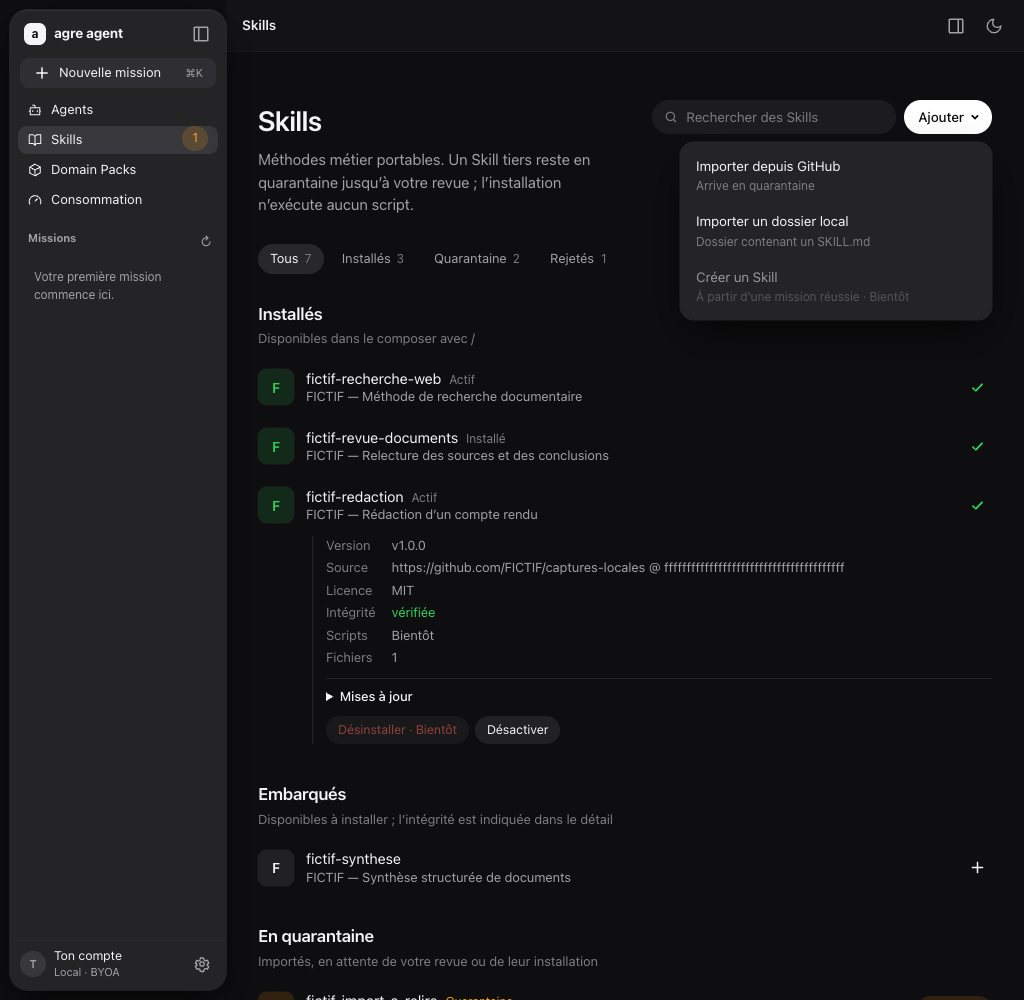 a agre agent
Nouvelle mission ⌘K
Agents
Skills 1
Domain Packs
Consommation
Missions
Votre première mission
commence ici.
T
Ton compte
Local · BYOA
Skills
Skills
Méthodes métier portables. Un Skill tiers reste en
quarantaine jusqu’à votre revue ; l’installation
n’exécute aucun script.
Rechercher des Skills
Ajouter
Importer depuis GitHub
Arrive en quarantaine
Importer un dossier local
Dossier contenant un SKILL.md
Créer un Skill
À partir d’une mission réussie · Bientôt
Tous 7 Installés 3 Quarantaine 2 Rejetés 1
Installés
Disponibles dans le composer avec /
F
fictif-recherche-web Actif
FICTIF — Méthode de recherche documentaire
F
fictif-revue-documents Installé
FICTIF — Relecture des sources et des conclusions
F
fictif-redaction Actif
FICTIF — Rédaction d’un compte rendu
Version v1.0.0
Source https://github.com/FICTIF/captures-locales @ ffffffffffffffffffffffffffffffffffffffff
Licence MIT
Intégrité vérifiée
Scripts Bientôt
Fichiers 1
Mises à jour
Désinstaller · Bientôt Désactiver
Embarqués
Disponibles à installer ; l’intégrité est indiquée dans le détail
F
fictif-synthese
FICTIF — Synthèse structurée de documents
En quarantaine
Importés, en attente de votre revue ou de leur installation